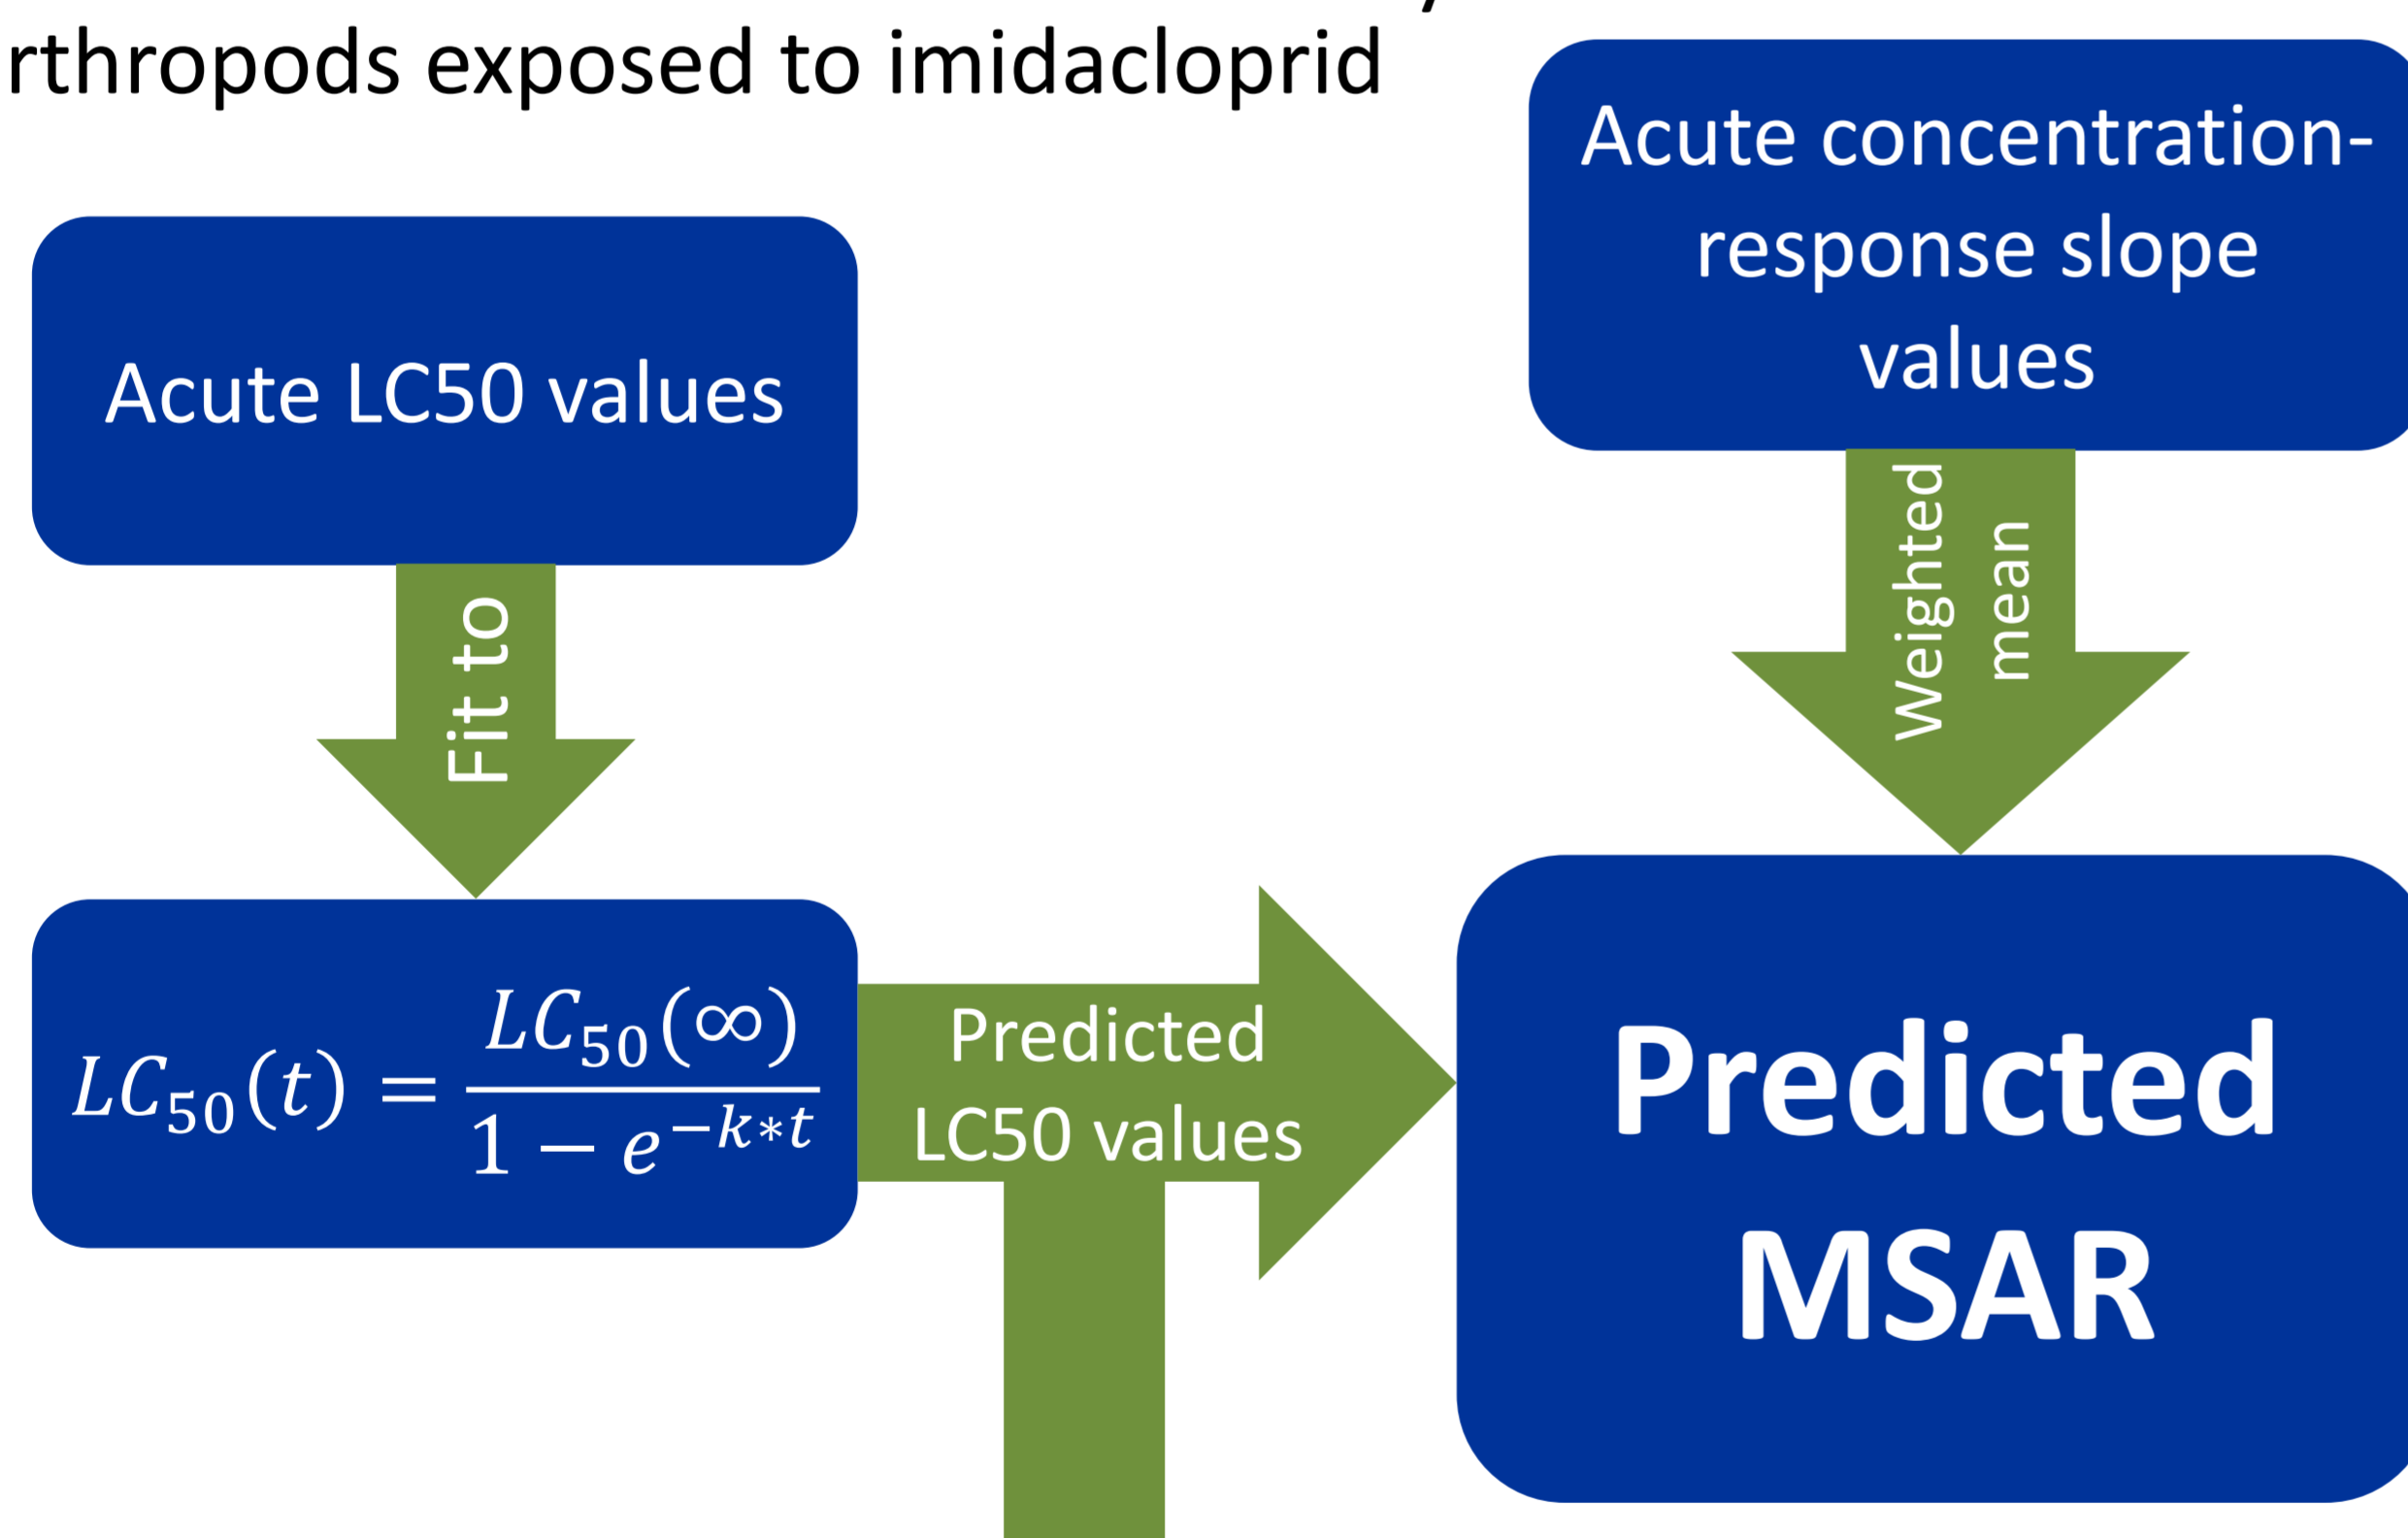 rthropods exposed to imidacloprid
Acute concentration-
response slope
values
Acute LC50 values
Weighted
mean
Fit to
LC₅₀(t) = LC₅₀(∞) / 1 − e^−k*t
Predicted
LC50 values
Predicted
MSAR